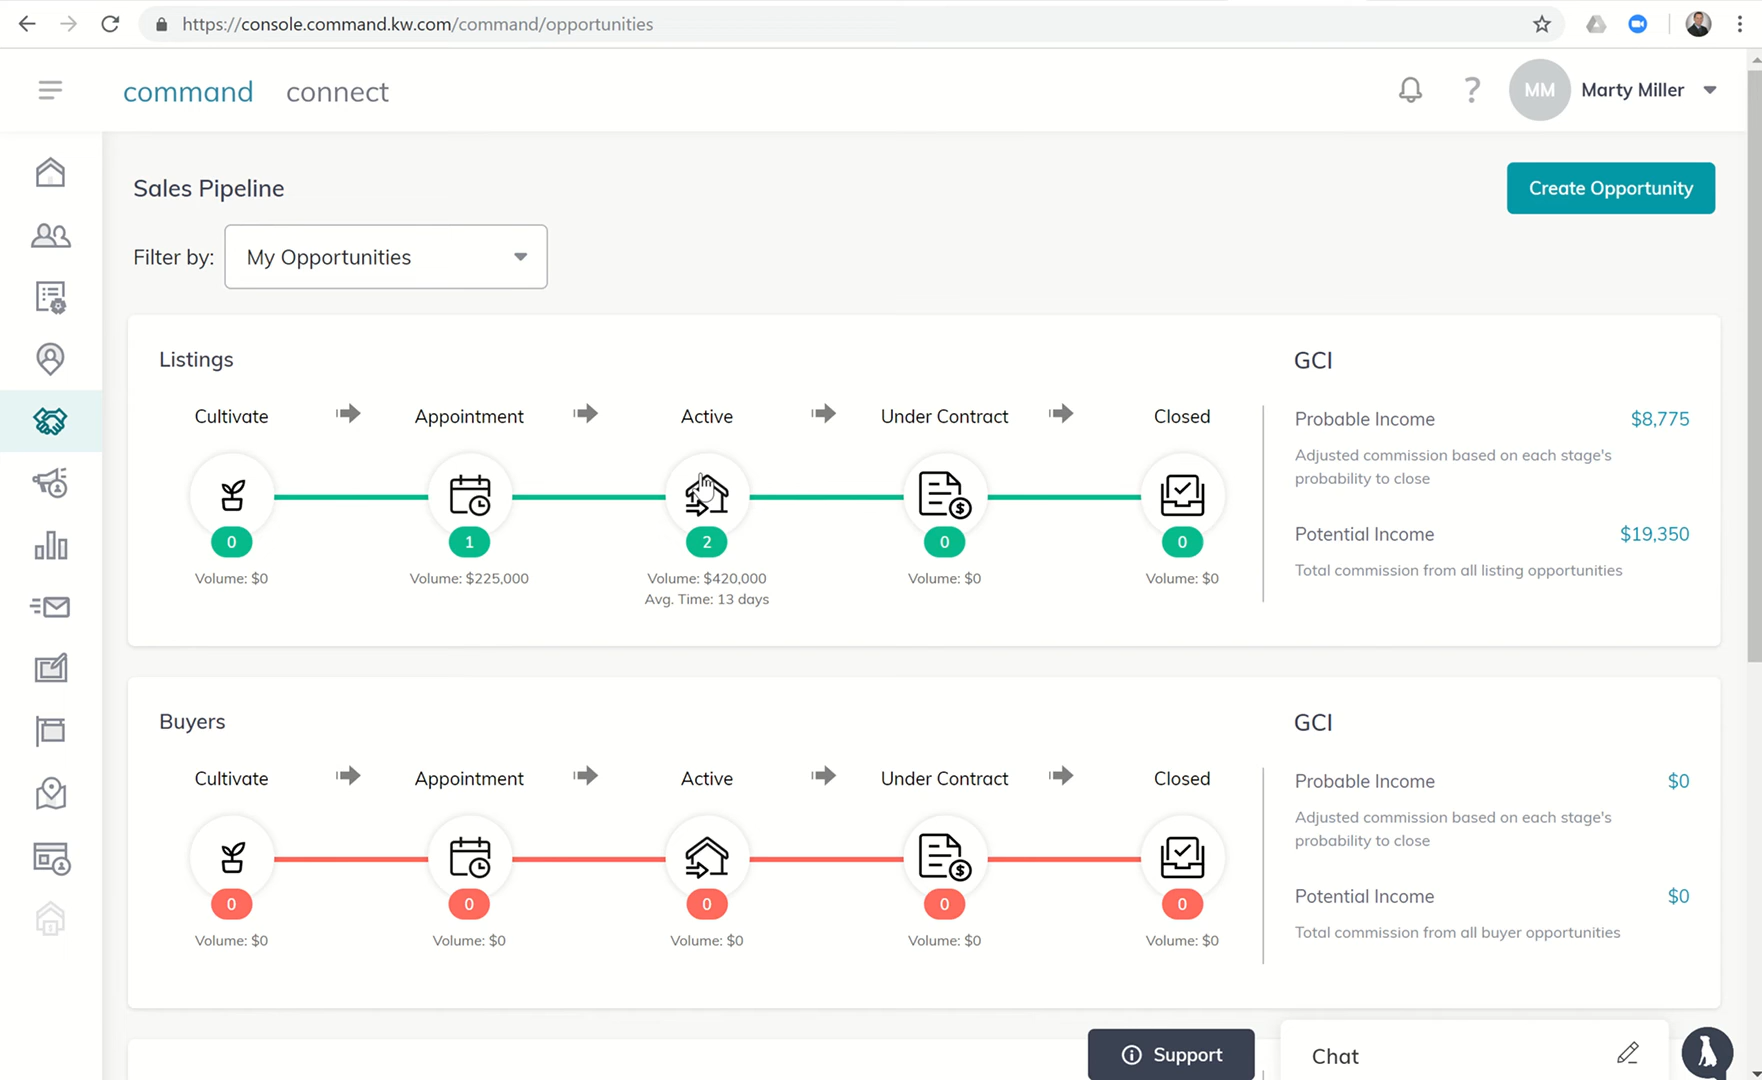 https://console.command.kw.com/command/opportunities
command connect
? MM Marty Miller
Sales Pipeline
Create Opportunity
Filter by: My Opportunities
Listings
Cultivate Appointment Active Under Contract Closed
$
0 1 2 0 0
Volume: $0 Volume: $225,000 Volume: $420,000 Volume: $0 Volume: $0
Avg. Time: 13 days
GCI
Probable Income $8,775
Adjusted commission based on each stage's
probability to close
Potential Income $19,350
Total commission from all listing opportunities
Buyers
Cultivate Appointment Active Under Contract Closed
$
0 0 0 0 0
Volume: $0 Volume: $0 Volume: $0 Volume: $0 Volume: $0
GCI
Probable Income $0
Adjusted commission based on each stage's
probability to close
Potential Income $0
Total commission from all buyer opportunities
Support
Chat